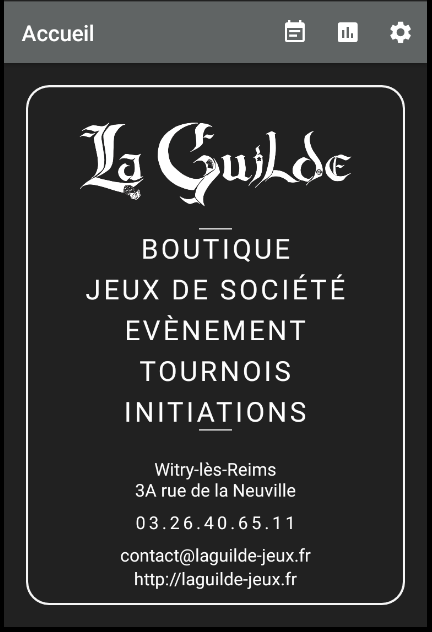 Accueil
La Guilde
BOUTIQUE
JEUX DE SOCIÉTÉ
EVÈNEMENT
TOURNOIS
INITIATIONS
Witry-lès-Reims
3A rue de la Neuville
03.26.40.65.11
contact@laguilde-jeux.fr
http://laguilde-jeux.fr